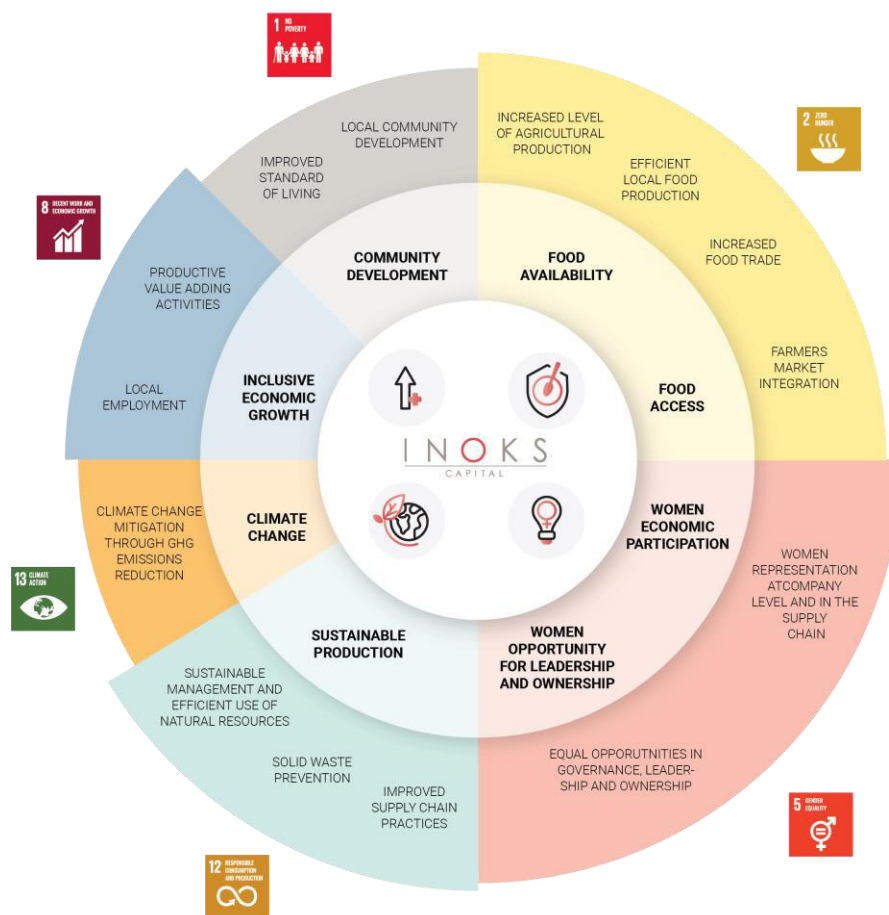 1 NO
POVERTY
LOCAL COMMUNITY
DEVELOPMENT
IMPROVED
STANDARD
OF LIVING
COMMUNITY
DEVELOPMENT
INCREASED LEVEL
OF AGRICULTURAL
PRODUCTION
EFFICIENT
LOCAL FOOD
PRODUCTION
2 ZERO
HUNGER
INCREASED
FOOD TRADE
FARMERS
MARKET
INTEGRATION
FOOD
AVAILABILITY
FOOD
ACCESS
8 DECENT WORK AND
ECONOMIC GROWTH
PRODUCTIVE
VALUE ADDING
ACTIVITIES
LOCAL
EMPLOYMENT
INCLUSIVE
ECONOMIC
GROWTH
INOKS
CAPITAL
CLIMATE CHANGE
MITIGATION
THROUGH GHG
EMISSIONS
REDUCTION
CLIMATE
CHANGE
13 CLIMATE
ACTION
WOMEN
ECONOMIC
PARTICIPATION
WOMEN
REPRESENTATION
ATCOMPANY
LEVEL AND IN THE
SUPPLY
CHAIN
WOMEN
OPPORTUNITY
FOR LEADERSHIP
AND OWNERSHIP
EQUAL OPPORUTNITIES IN
GOVERNANCE, LEADER-
SHIP AND OWNERSHIP
5 GENDER
EQUALITY
SUSTAINABLE
PRODUCTION
SUSTAINABLE
MANAGEMENT AND
EFFICIENT USE OF
NATURAL RESOURCES
SOLID WASTE
PREVENTION
IMPROVED
SUPPLY CHAIN
PRACTICES
12 RESPONSIBLE
CONSUMPTION
AND PRODUCTION